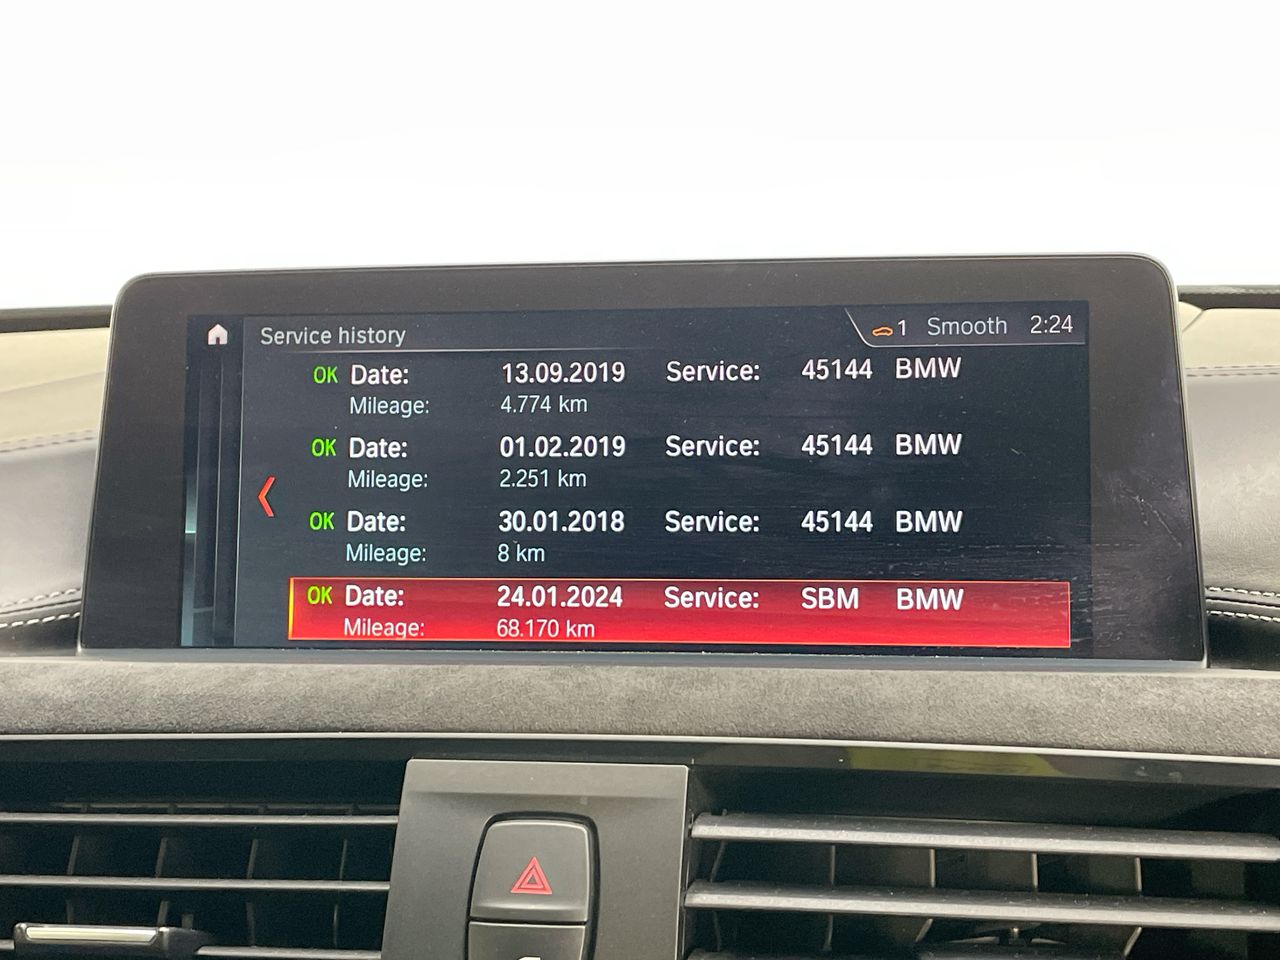 Service history 1 Smooth 2:24
OK Date: 13.09.2019 Service: 45144 BMW
Mileage: 4.774 km
OK Date: 01.02.2019 Service: 45144 BMW
Mileage: 2.251 km
OK Date: 30.01.2018 Service: 45144 BMW
Mileage: 8 km
OK Date: 24.01.2024 Service: SBM BMW
Mileage: 68.170 km